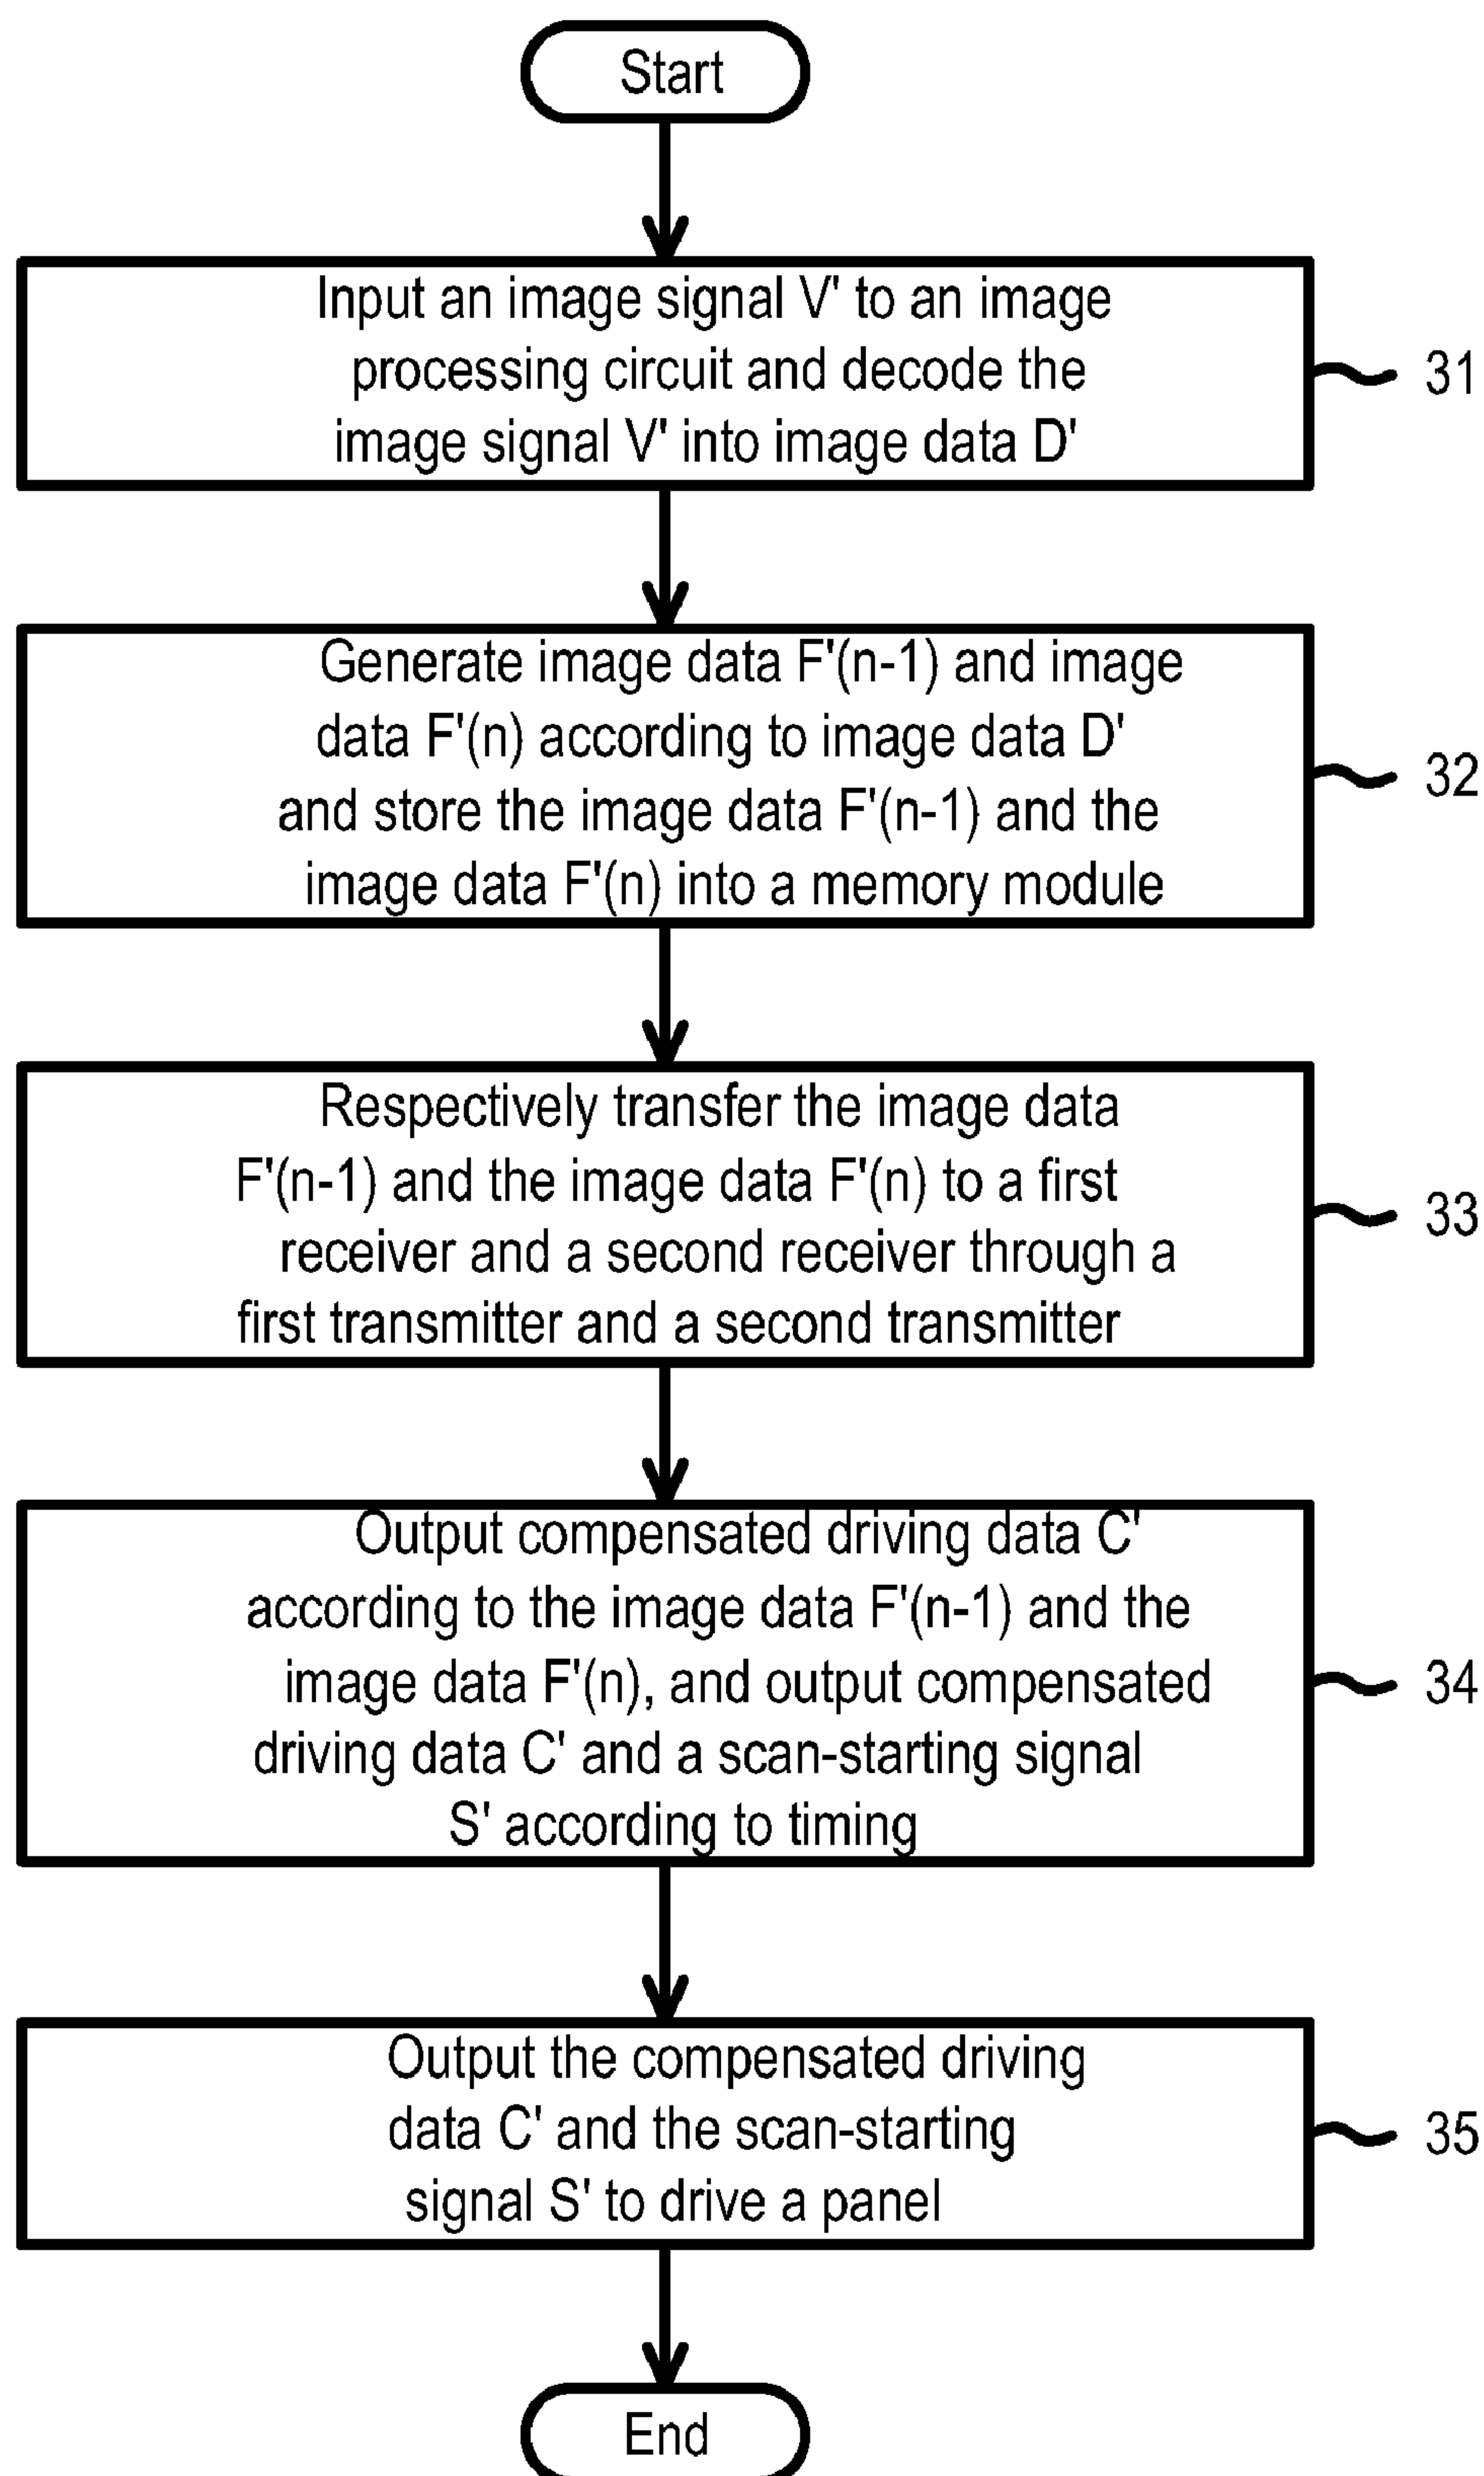 Start
Input an image signal V' to an image
processing circuit and decode the
image signal V' into image data D'
31
Generate image data F'(n-1) and image
data F'(n) according to image data D'
and store the image data F'(n-1) and the
image data F'(n) into a memory module
32
Respectively transfer the image data
F'(n-1) and the image data F'(n) to a first
receiver and a second receiver through a
first transmitter and a second transmitter
33
Output compensated driving data C'
according to the image data F'(n-1) and the
image data F'(n), and output compensated
driving data C' and a scan-starting signal
S' according to timing
34
Output the compensated driving
data C' and the scan-starting
signal S' to drive a panel
35
End